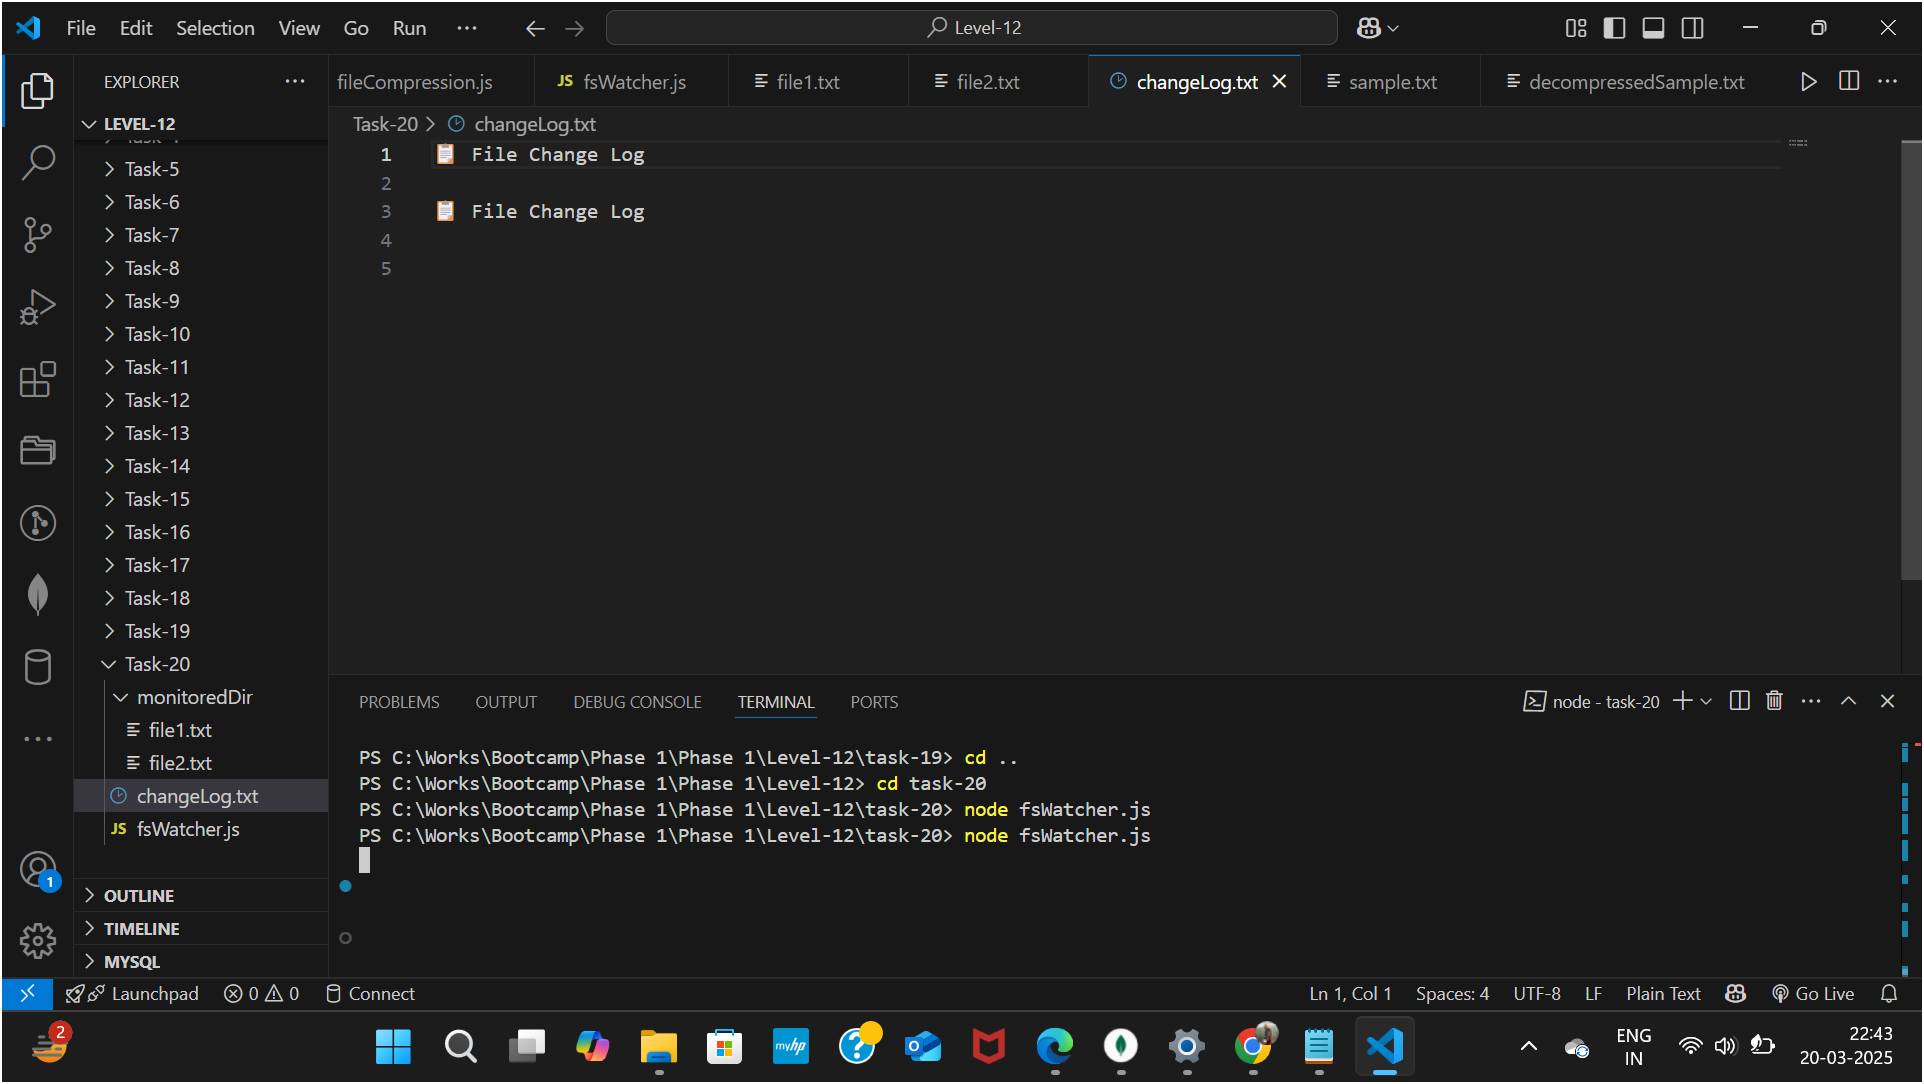 File Edit Selection View Go Run ··· Level-12
EXPLORER ···
fileCompression.js JS fsWatcher.js file1.txt file2.txt changeLog.txt sample.txt decompressedSample.txt ···
LEVEL-12
Task-20 > changeLog.txt
1 📋 File Change Log
2
3 📋 File Change Log
4
5
Task-5
Task-6
Task-7
Task-8
Task-9
Task-10
Task-11
Task-12
Task-13
Task-14
Task-15
Task-16
Task-17
Task-18
Task-19
Task-20
monitoredDir
file1.txt
file2.txt
changeLog.txt
JS fsWatcher.js
OUTLINE
TIMELINE
MYSQL
1
PROBLEMS OUTPUT DEBUG CONSOLE TERMINAL PORTS node - task-20 ···
PS C:\Works\Bootcamp\Phase 1\Phase 1\Level-12\task-19> cd ..
PS C:\Works\Bootcamp\Phase 1\Phase 1\Level-12> cd task-20
PS C:\Works\Bootcamp\Phase 1\Phase 1\Level-12\task-20> node fsWatcher.js
PS C:\Works\Bootcamp\Phase 1\Phase 1\Level-12\task-20> node fsWatcher.js
Launchpad 0 0 Connect Ln 1, Col 1 Spaces: 4 UTF-8 LF Plain Text Go Live
2 myhp ENG 22:43
IN 20-03-2025